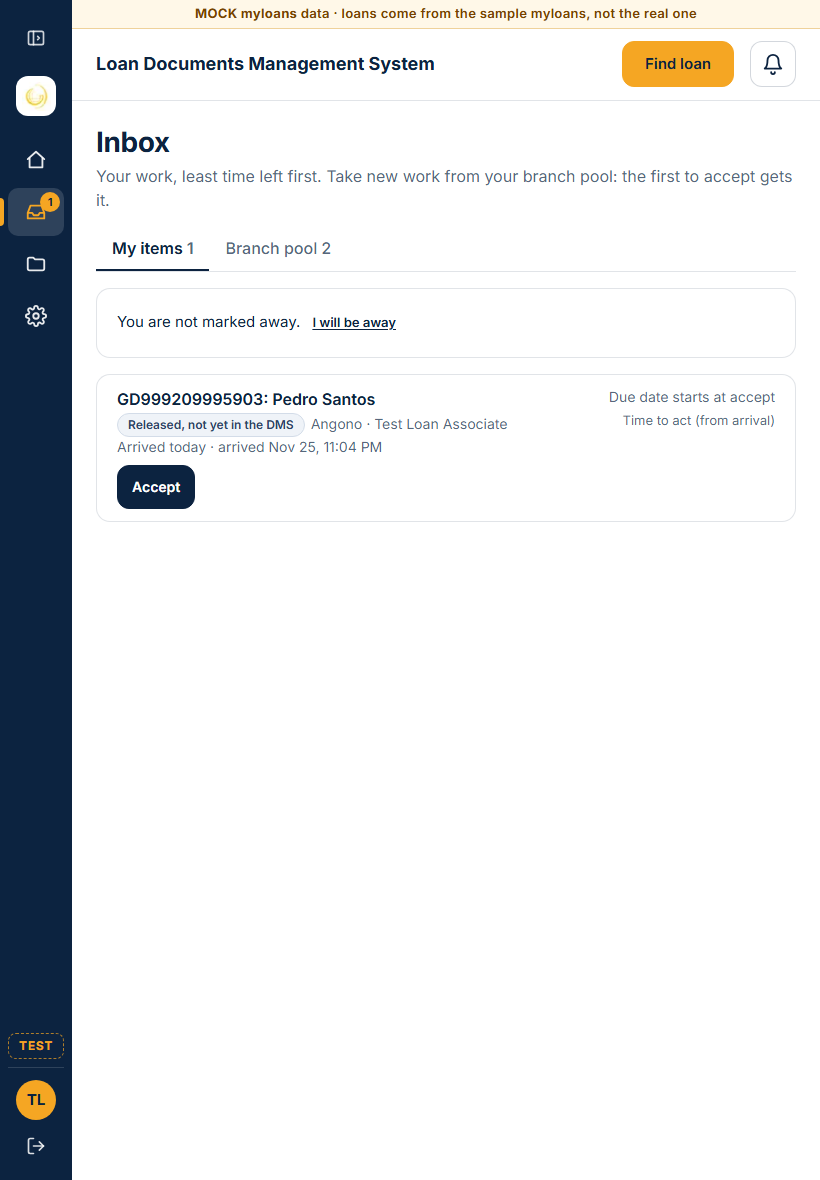 MOCK myloans data · loans come from the sample myloans, not the real one
Loan Documents Management System
Find loan
Inbox
Your work, least time left first. Take new work from your branch pool: the first to accept gets
it.
1
My items 1
Branch pool 2
You are not marked away. I will be away
GD999209995903: Pedro Santos
Due date starts at accept
Released, not yet in the DMS Angono · Test Loan Associate
Time to act (from arrival)
Arrived today · arrived Nov 25, 11:04 PM
Accept
TEST
TL